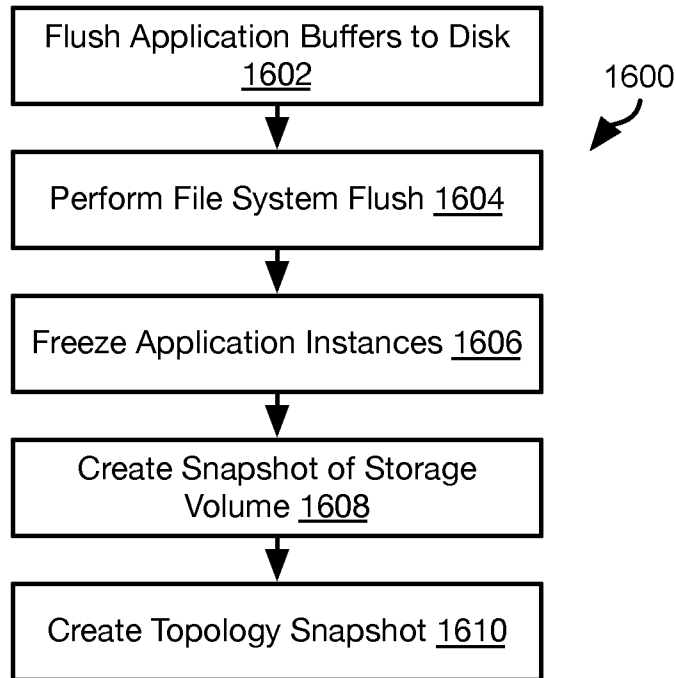 Flush Application Buffers to Disk
1602
1600
Perform File System Flush 1604
Freeze Application Instances 1606
Create Snapshot of Storage
Volume 1608
Create Topology Snapshot 1610